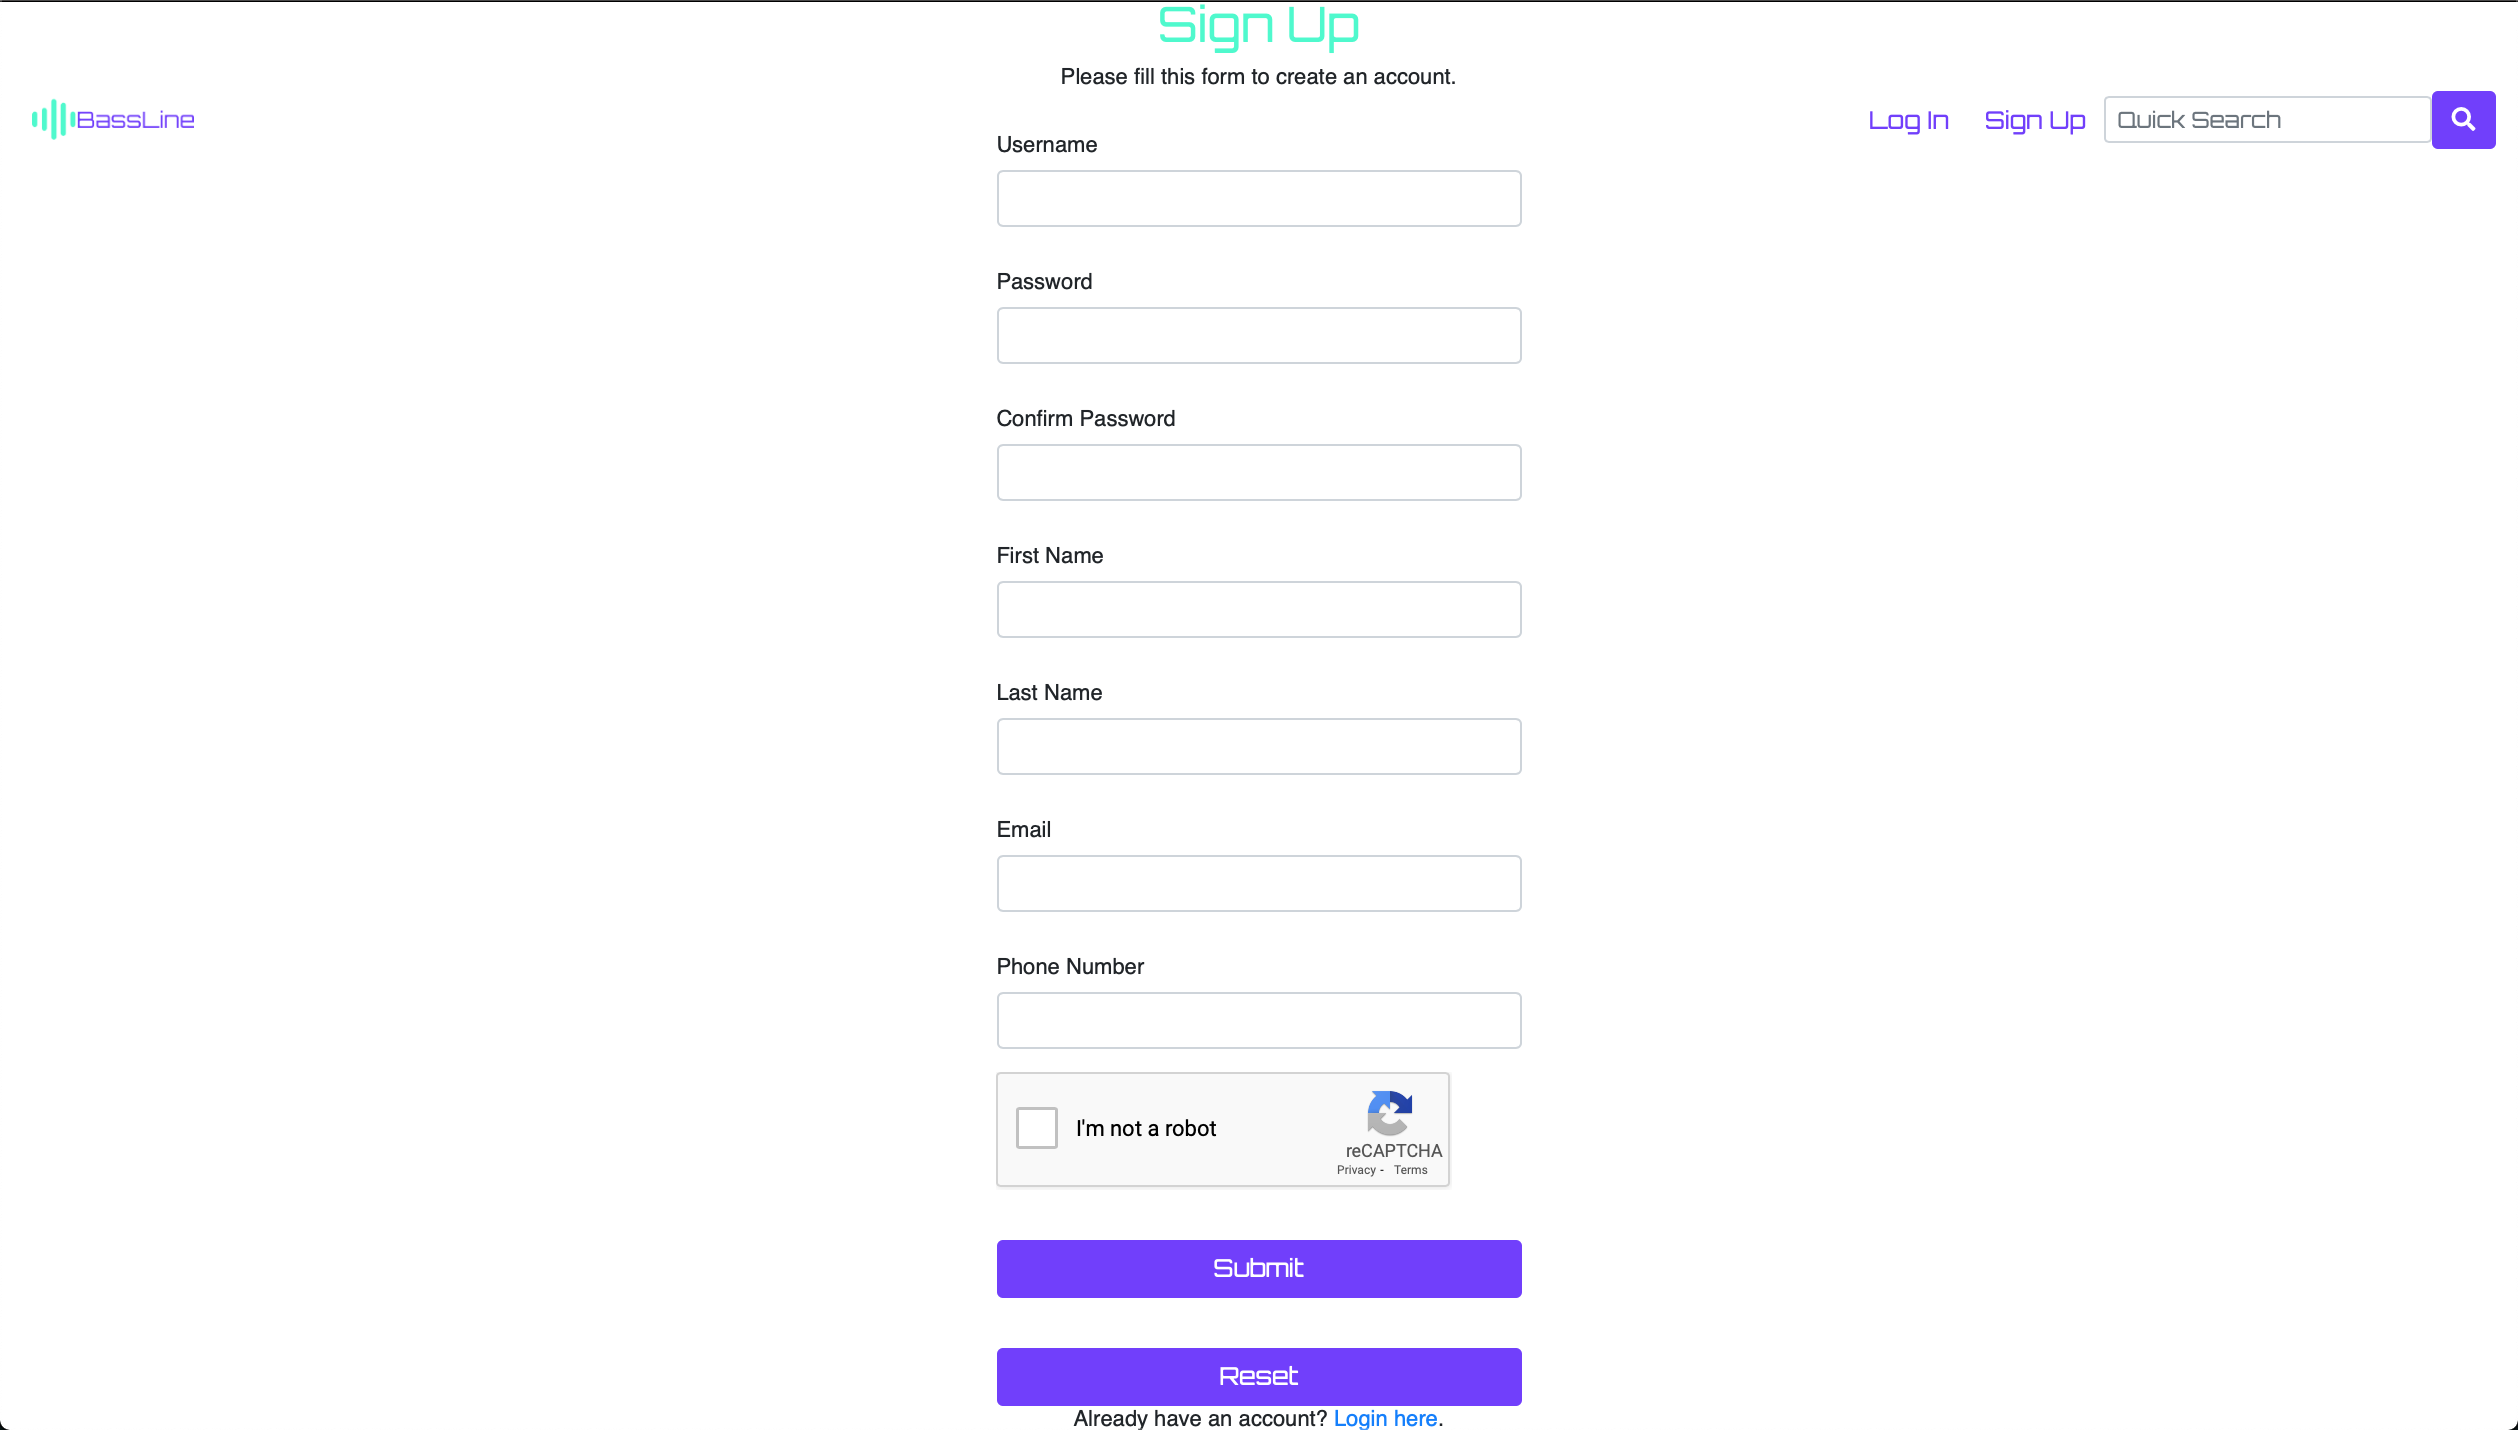 Sign Up
Please fill this form to create an account.
BassLine
Log In Sign Up Quick Search
Username
Password
Confirm Password
First Name
Last Name
Email
Phone Number
I'm not a robot
reCAPTCHA
Privacy - Terms
Submit
Reset
Already have an account? Login here.